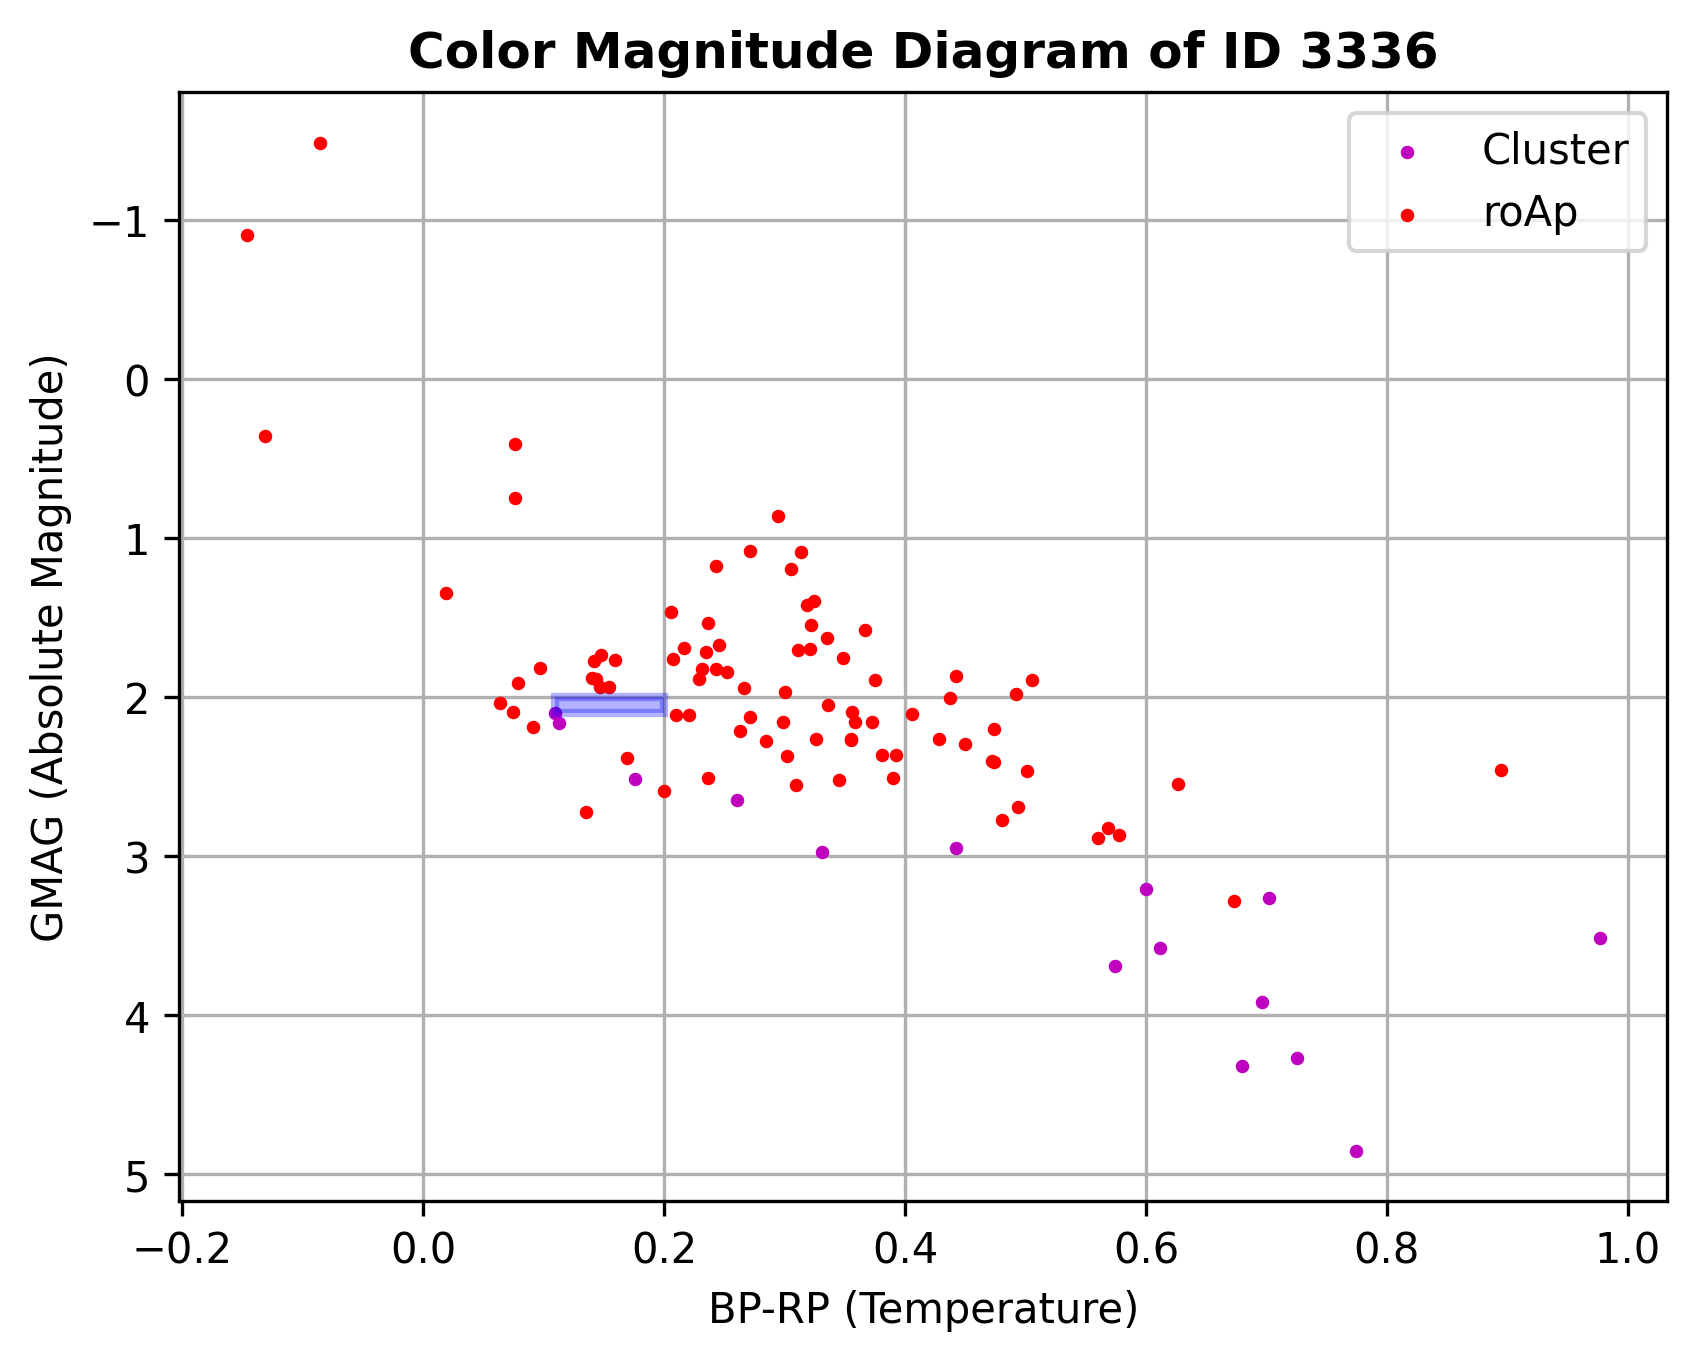 Color Magnitude Diagram of ID 3336
Cluster
roAp
GMAG (Absolute Magnitude)
−1
0
1
2
3
4
5
−0.2 0.0 0.2 0.4 0.6 0.8 1.0
BP-RP (Temperature)